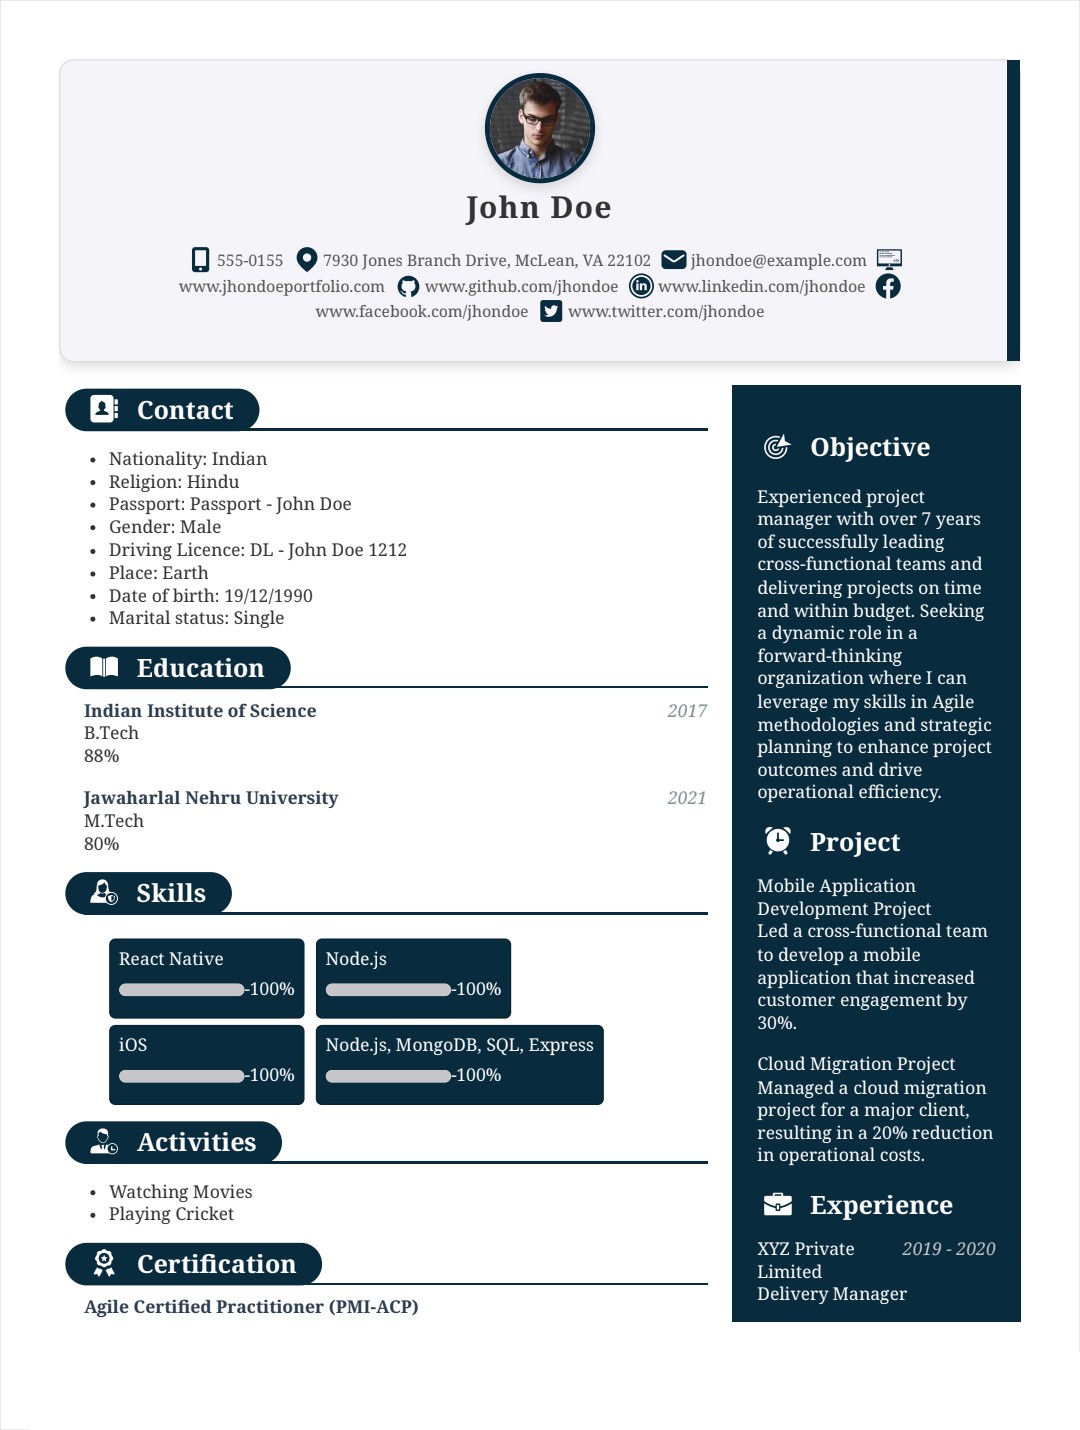 John Doe
555-0155 7930 Jones Branch Drive, McLean, VA 22102 jhondoe@example.com
www.jhondoeportfolio.com www.github.com/jhondoe www.linkedin.com/jhondoe
www.facebook.com/jhondoe www.twitter.com/jhondoe
Contact
• Nationality: Indian
• Religion: Hindu
• Passport: Passport - John Doe
• Gender: Male
• Driving Licence: DL - John Doe 1212
• Place: Earth
• Date of birth: 19/12/1990
• Marital status: Single
Education
Indian Institute of Science 2017
B.Tech
88%
Jawaharlal Nehru University 2021
M.Tech
80%
Skills
React Native
-100%
Node.js
-100%
iOS
-100%
Node.js, MongoDB, SQL, Express
-100%
Activities
• Watching Movies
• Playing Cricket
Certification
Agile Certified Practitioner (PMI-ACP)
Objective
Experienced project
manager with over 7 years
of successfully leading
cross-functional teams and
delivering projects on time
and within budget. Seeking
a dynamic role in a
forward-thinking
organization where I can
leverage my skills in Agile
methodologies and strategic
planning to enhance project
outcomes and drive
operational efficiency.
Project
Mobile Application
Development Project
Led a cross-functional team
to develop a mobile
application that increased
customer engagement by
30%.
Cloud Migration Project
Managed a cloud migration
project for a major client,
resulting in a 20% reduction
in operational costs.
Experience
XYZ Private 2019 - 2020
Limited
Delivery Manager